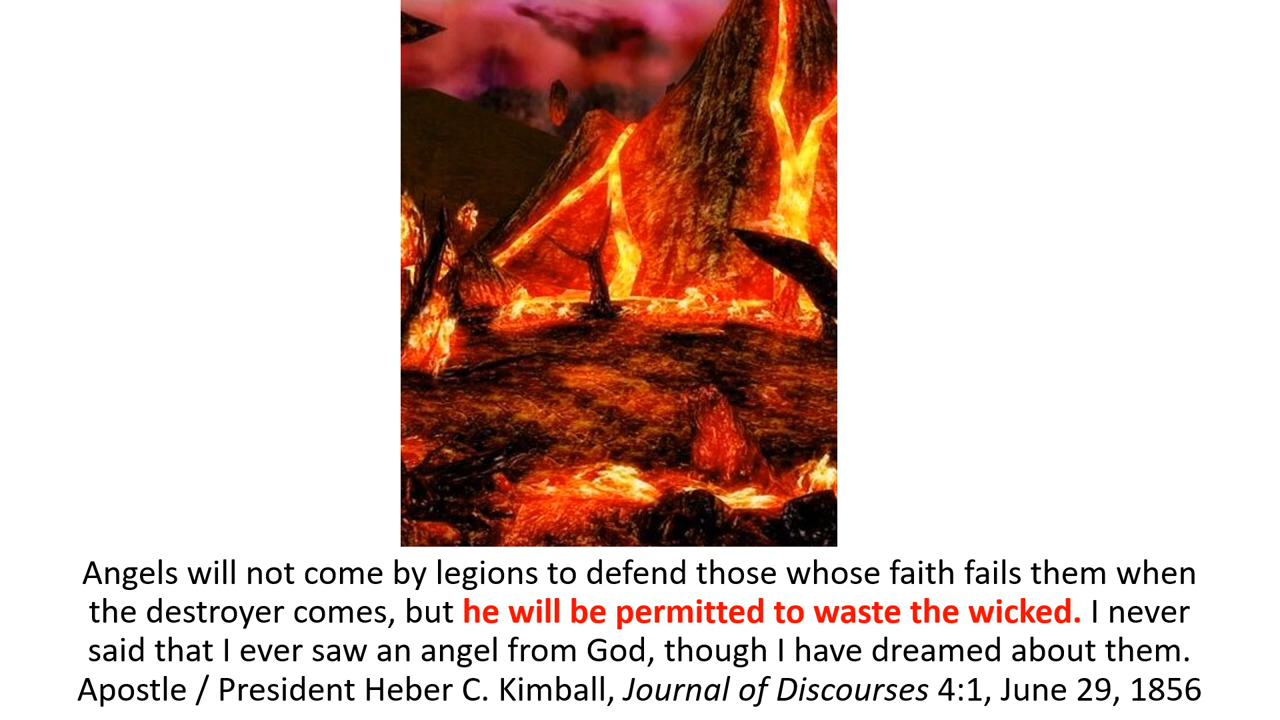 Angels will not come by legions to defend those whose faith fails them when
the destroyer comes, but he will be permitted to waste the wicked. I never
said that I ever saw an angel from God, though I have dreamed about them.
Apostle / President Heber C. Kimball, Journal of Discourses 4:1, June 29, 1856